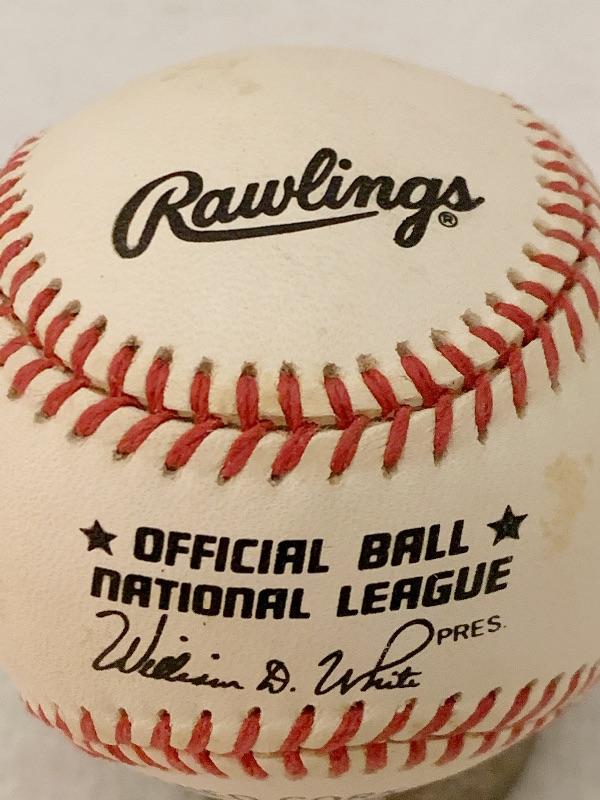 Rawlings®
★ OFFICIAL BALL ★
NATIONAL LEAGUE
William D. White PRES.